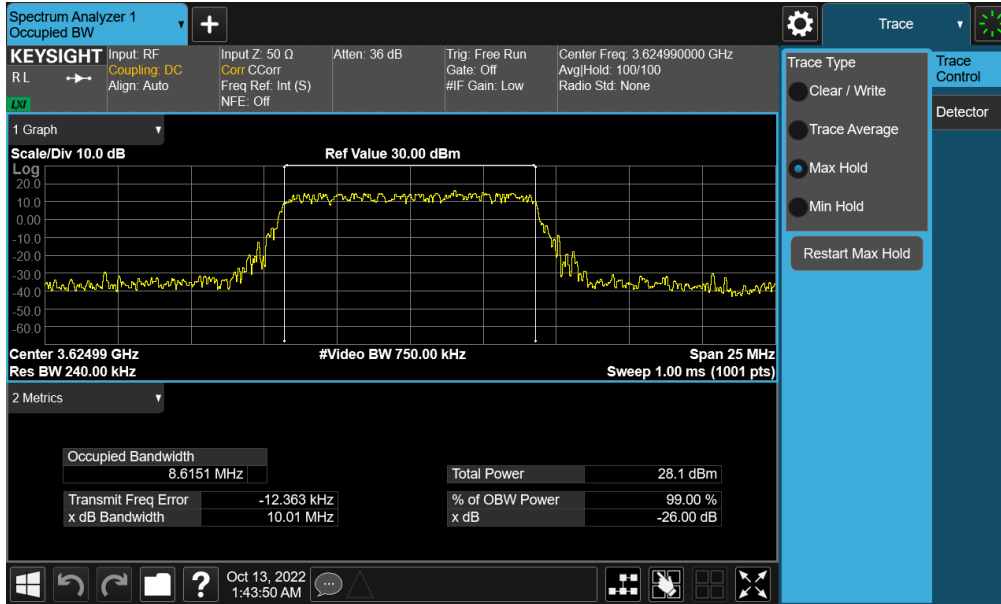 Spectrum Analyzer 1
Occupied BW
Trace
KEYSIGHT
R L
LXI
Input: RF
Coupling: DC
Align: Auto
Input Z: 50 Ω
Corr CCorr
Freq Ref: Int (S)
NFE: Off
Atten: 36 dB
Trig: Free Run
Gate: Off
#IF Gain: Low
Center Freq: 3.624990000 GHz
Avg|Hold: 100/100
Radio Std: None
Trace Type
Clear / Write
Trace Average
Max Hold
Min Hold
Restart Max Hold
Trace
Control
Detector
1 Graph
Scale/Div 10.0 dB
Ref Value 30.00 dBm
Log
20.0
10.0
0.00
-10.0
-20.0
-30.0
-40.0
-50.0
-60.0
Center 3.62499 GHz
#Video BW 750.00 kHz
Span 25 MHz
Res BW 240.00 kHz
Sweep 1.00 ms (1001 pts)
2 Metrics
Occupied Bandwidth
8.6151 MHz
Total Power 28.1 dBm
Transmit Freq Error -12.363 kHz
% of OBW Power 99.00 %
x dB Bandwidth 10.01 MHz
x dB -26.00 dB
Oct 13, 2022
1:43:50 AM